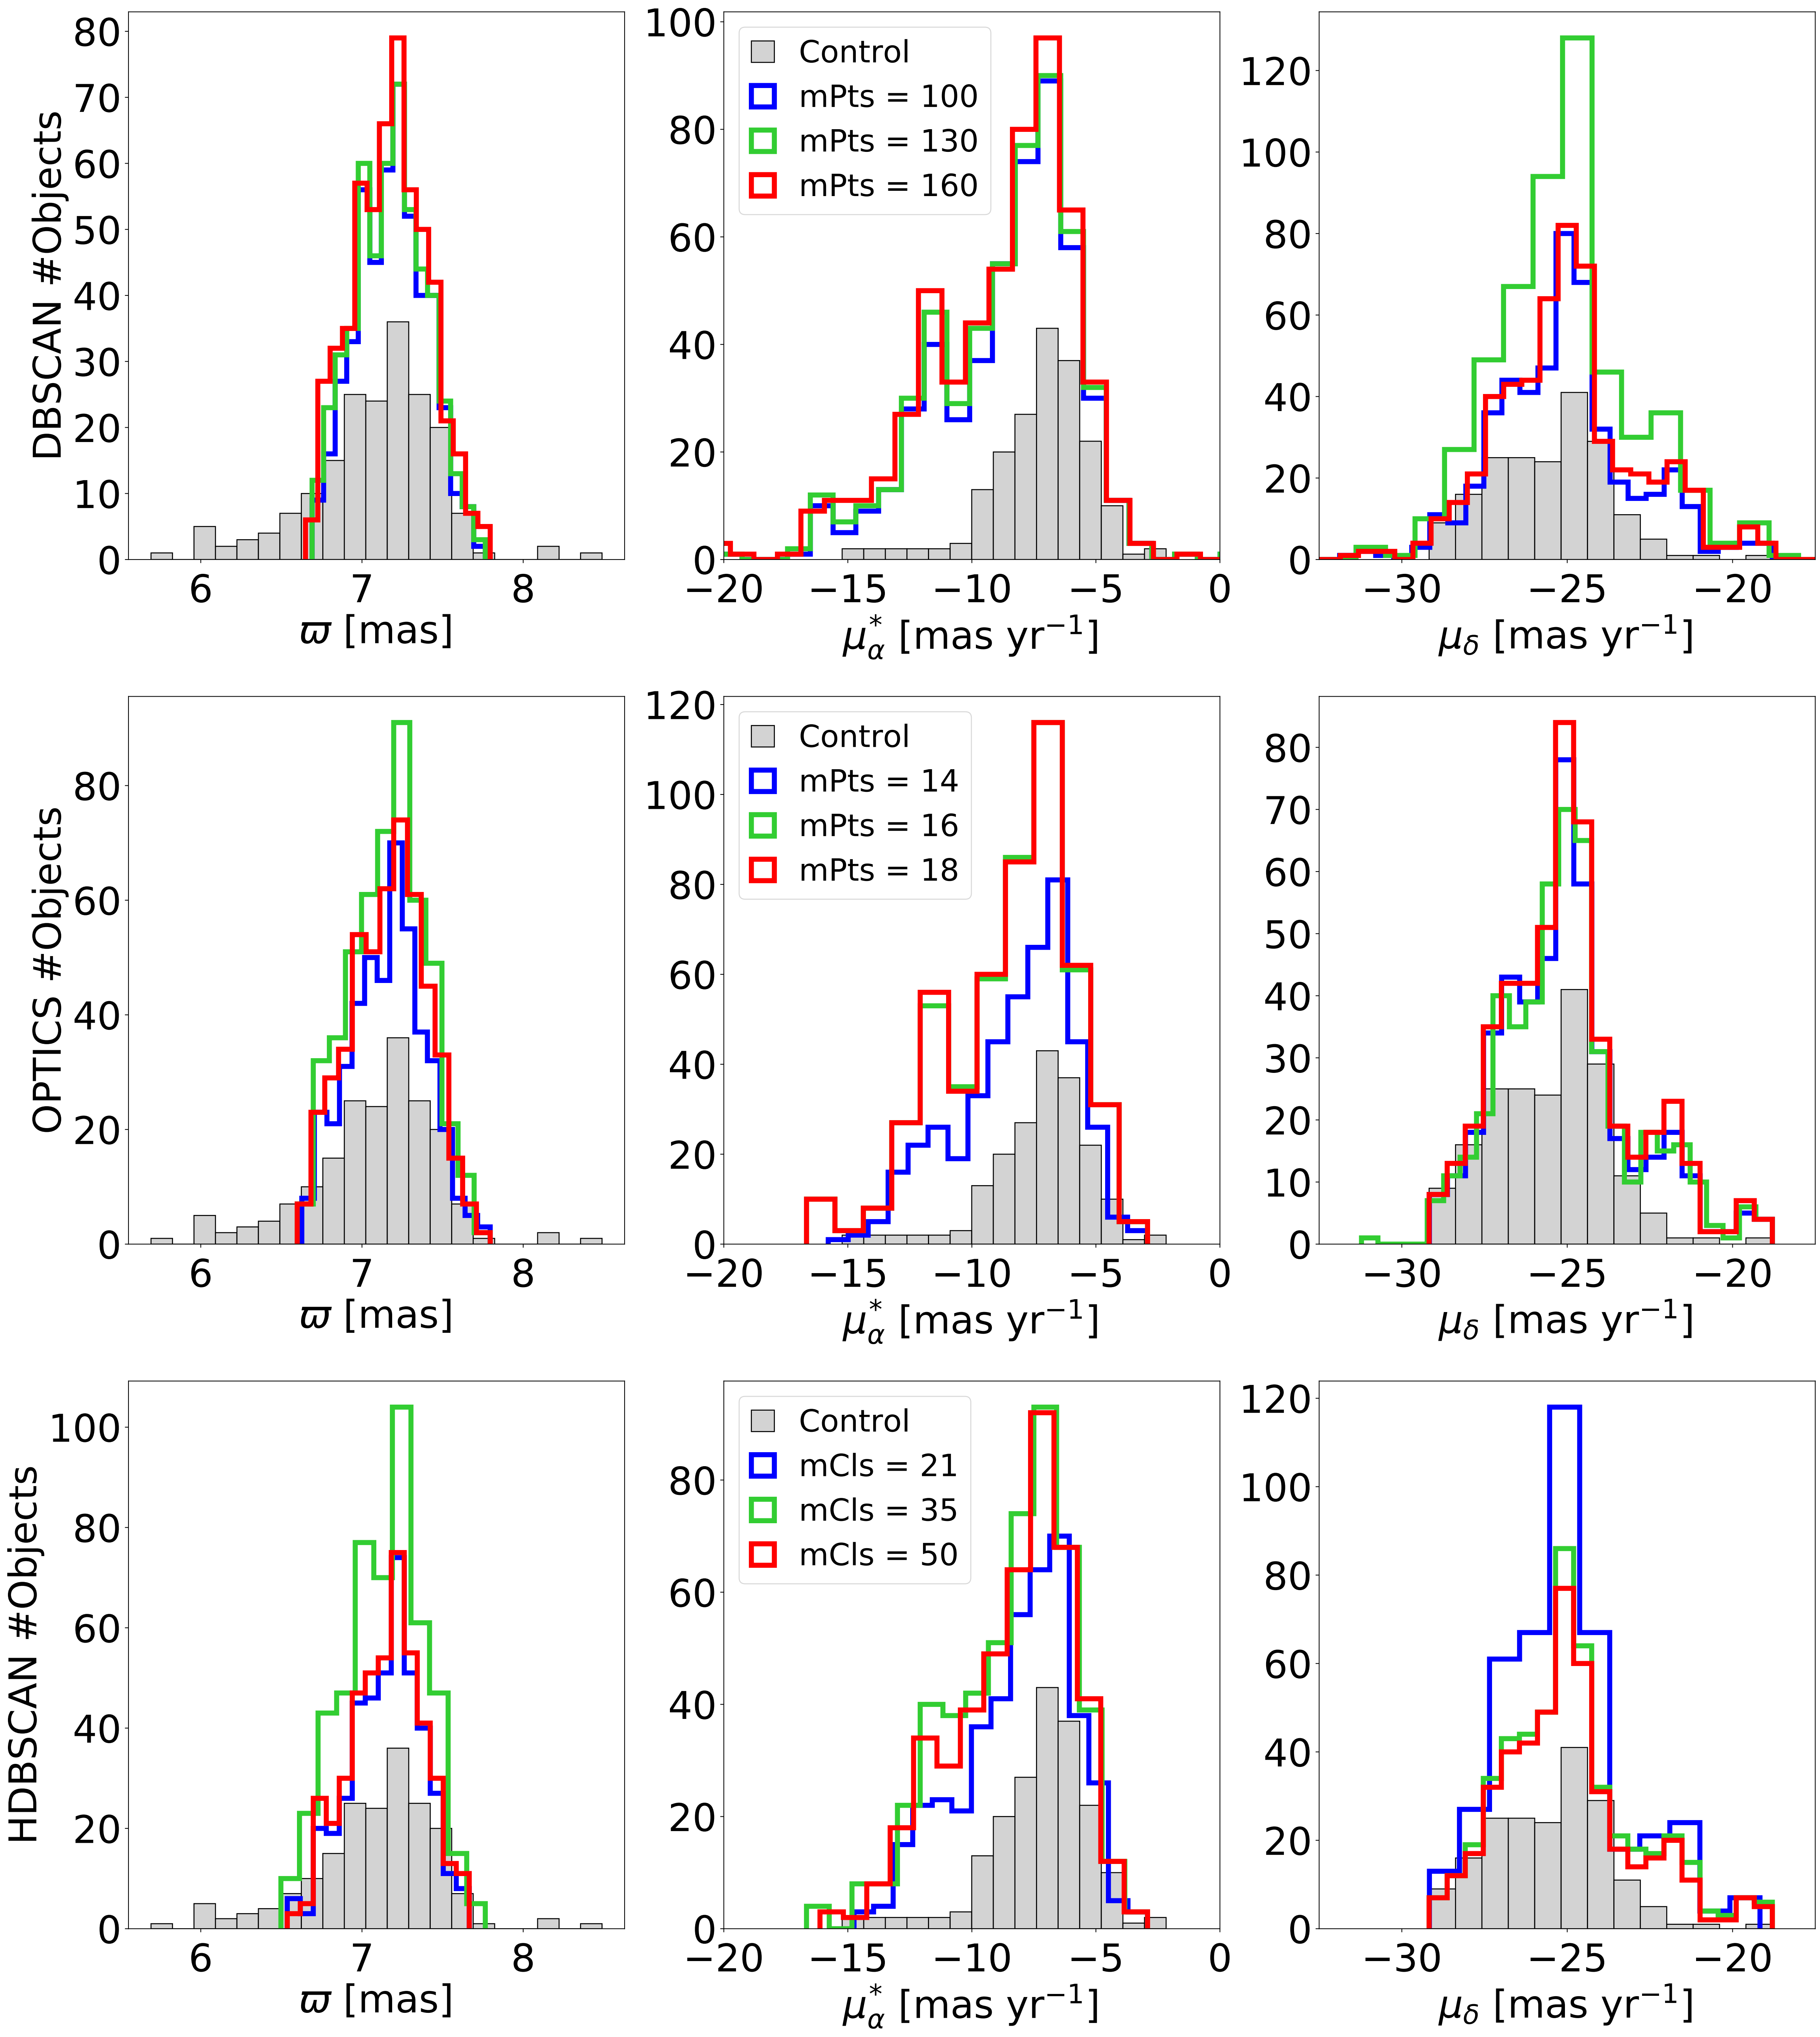 DBSCAN #Objects
80
70
60
50
40
30
20
10
0
6 7 8
ϖ [mas]
100
80
60
40
20
0
Control
mPts = 100
mPts = 130
mPts = 160
−20 −15 −10 −5 0
μ*α [mas yr−1]
120
100
80
60
40
20
0
−30 −25 −20
μδ [mas yr−1]
OPTICS #Objects
80
60
40
20
0
6 7 8
ϖ [mas]
120
100
80
60
40
20
0
Control
mPts = 14
mPts = 16
mPts = 18
−20 −15 −10 −5 0
μ*α [mas yr−1]
80
70
60
50
40
30
20
10
0
−30 −25 −20
μδ [mas yr−1]
HDBSCAN #Objects
100
80
60
40
20
0
6 7 8
ϖ [mas]
80
60
40
20
0
Control
mCls = 21
mCls = 35
mCls = 50
−20 −15 −10 −5 0
μ*α [mas yr−1]
120
100
80
60
40
20
0
−30 −25 −20
μδ [mas yr−1]